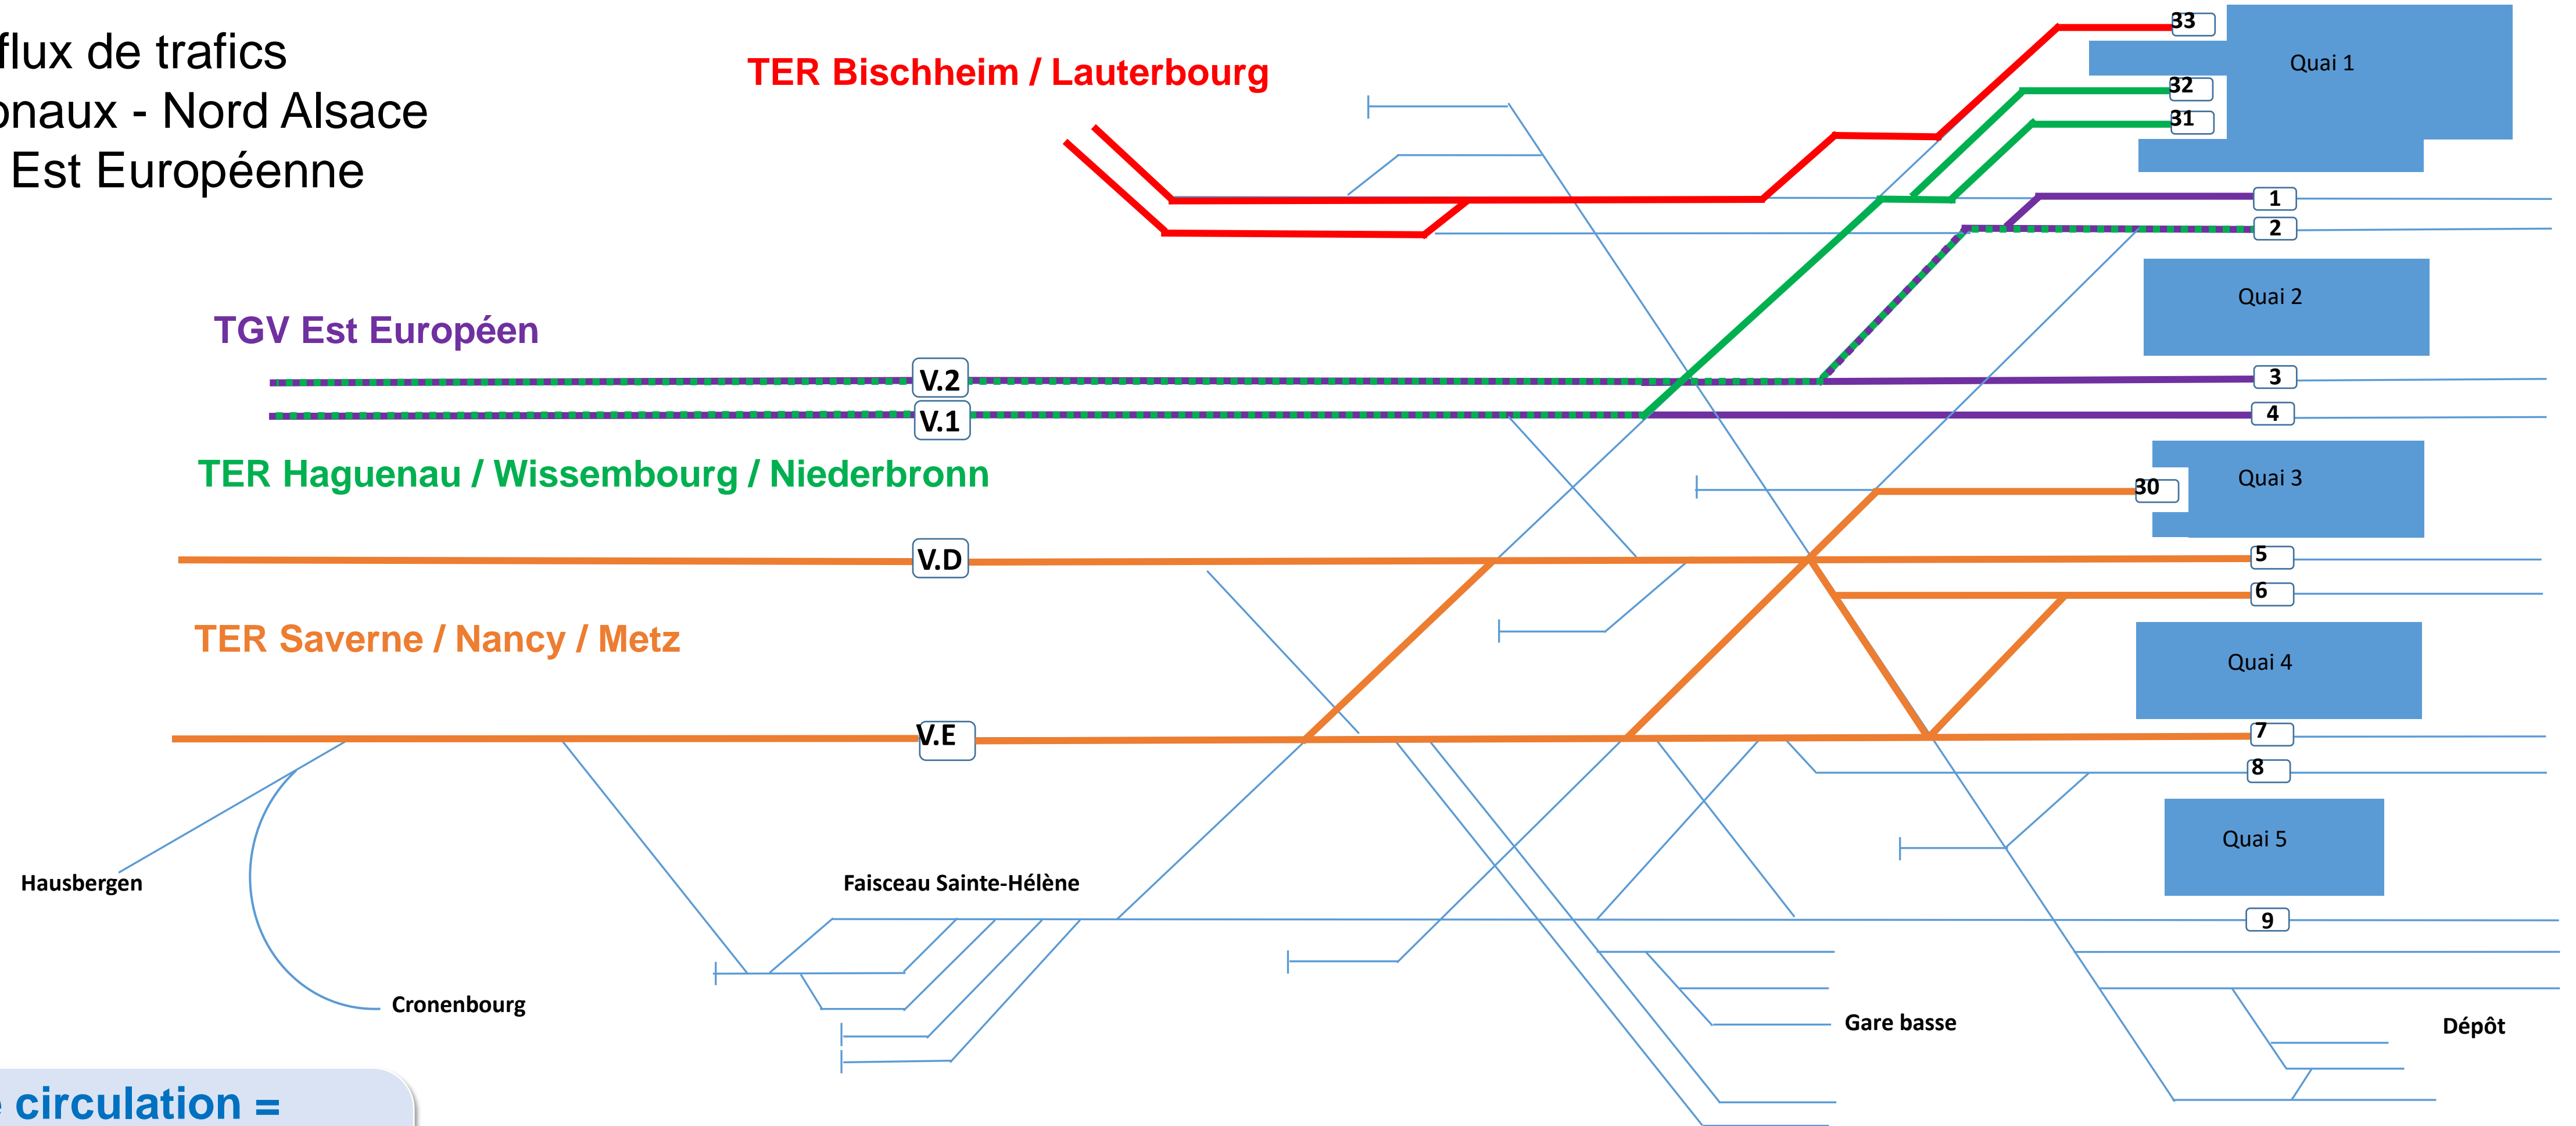 flux de trafics
onaux - Nord Alsace
Est Européenne
TER Bischheim / Lauterbourg
33
Quai 1
32
31
1
2
Quai 2
TGV Est Européen
V.2
3
V.1
4
TER Haguenau / Wissembourg / Niederbronn
Quai 3
30
V.D
5
6
TER Saverne / Nancy / Metz
Quai 4
V.E
7
8
Quai 5
Hausbergen
Faisceau Sainte-Hélène
9
Cronenbourg
Gare basse
Dépôt
e circulation =